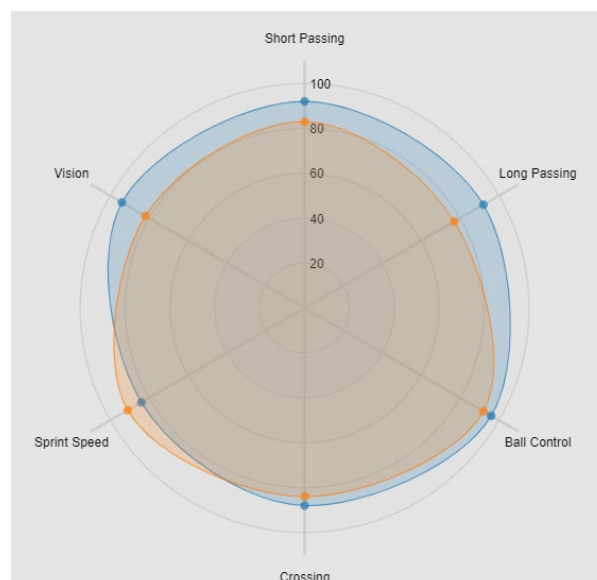 Short Passing
100
Vision
80
Long Passing
60
40
20
Sprint Speed
Ball Control
Crossing